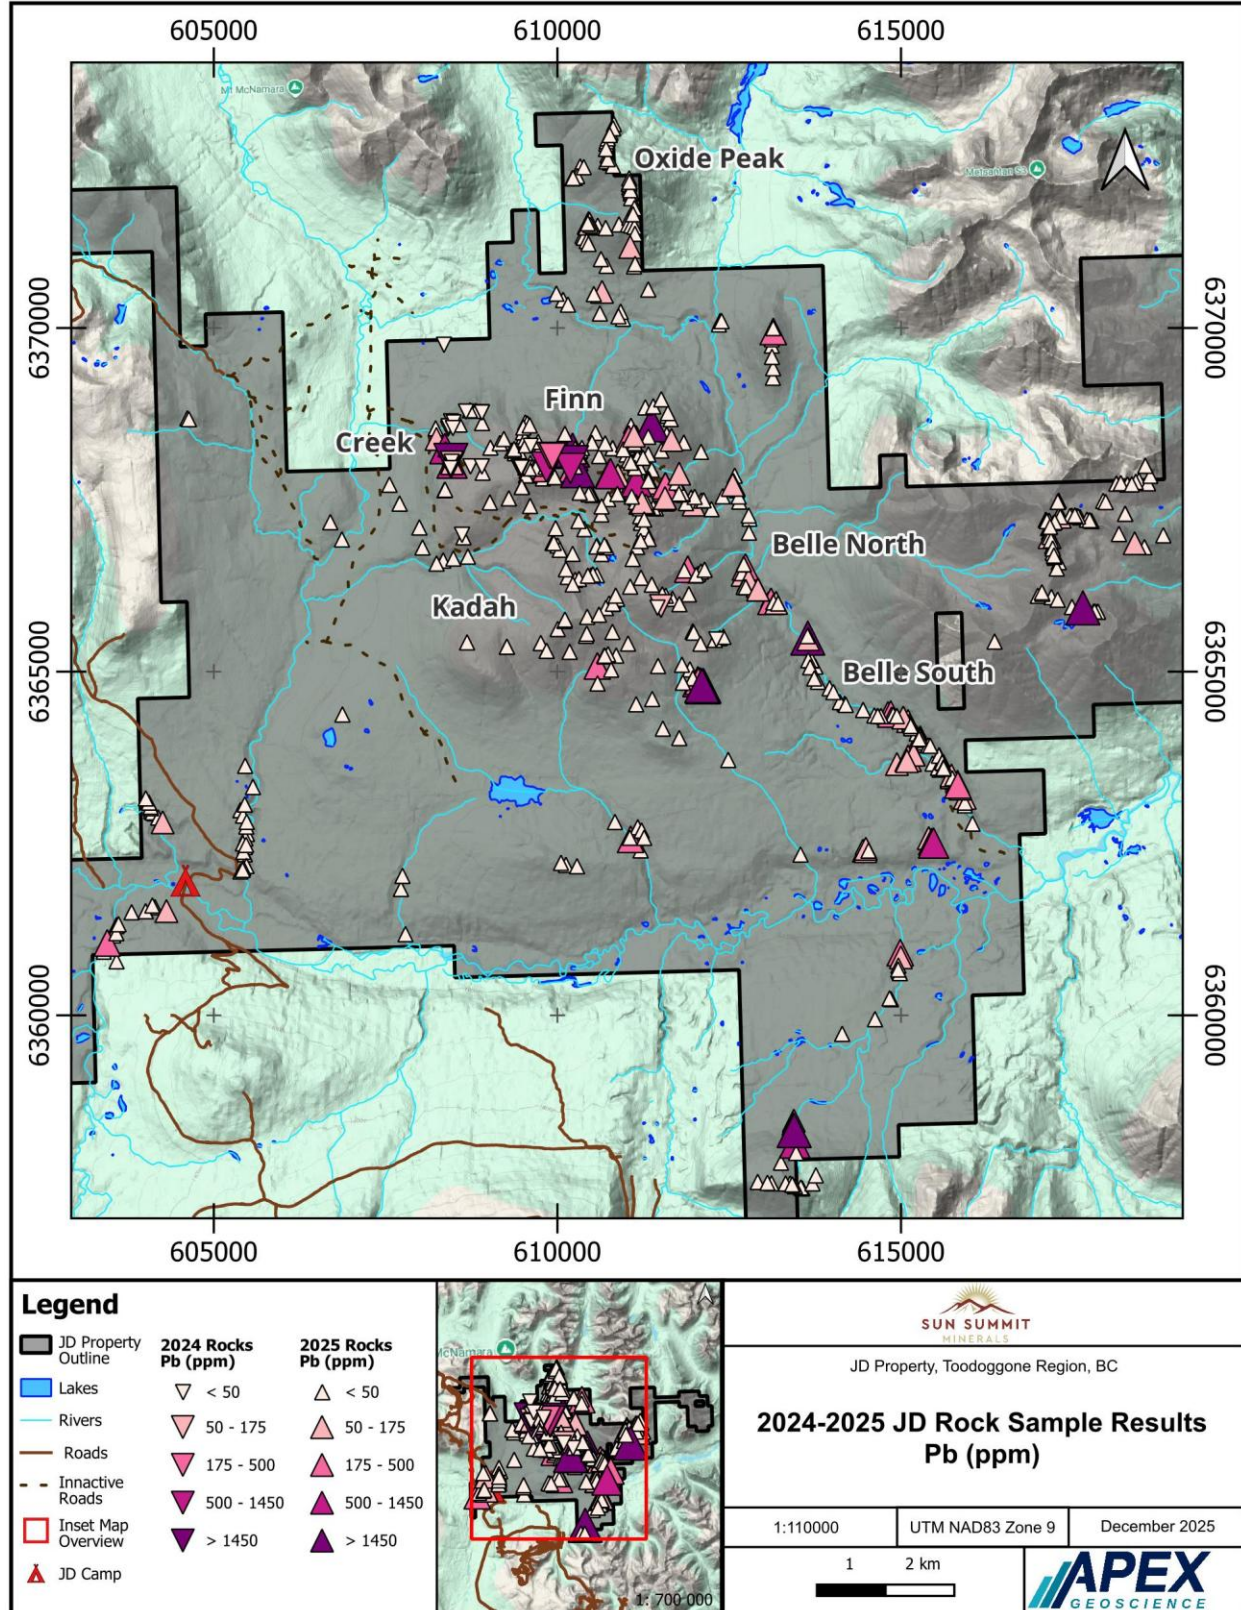 605000
610000
615000
Mt McNamara
Oxide Peak
Metsantan Sa
6370000
6370000
Finn
Creek
Belle North
Kadah
6365000
Belle South
6365000
6360000
6360000
605000
610000
615000
Legend
JD Property
Outline
Lakes
Rivers
Roads
Innactive
Roads
Inset Map
Overview
JD Camp
2024 Rocks
Pb (ppm)
< 50
50 - 175
175 - 500
500 - 1450
> 1450
2025 Rocks
Pb (ppm)
< 50
50 - 175
175 - 500
500 - 1450
> 1450
McNamara
1: 700 000
SUN SUMMIT
MINERALS
JD Property, Toodoggone Region, BC
2024-2025 JD Rock Sample Results
Pb (ppm)
1:110000
UTM NAD83 Zone 9
December 2025
1 2 km
APEX
GEOSCIENCE